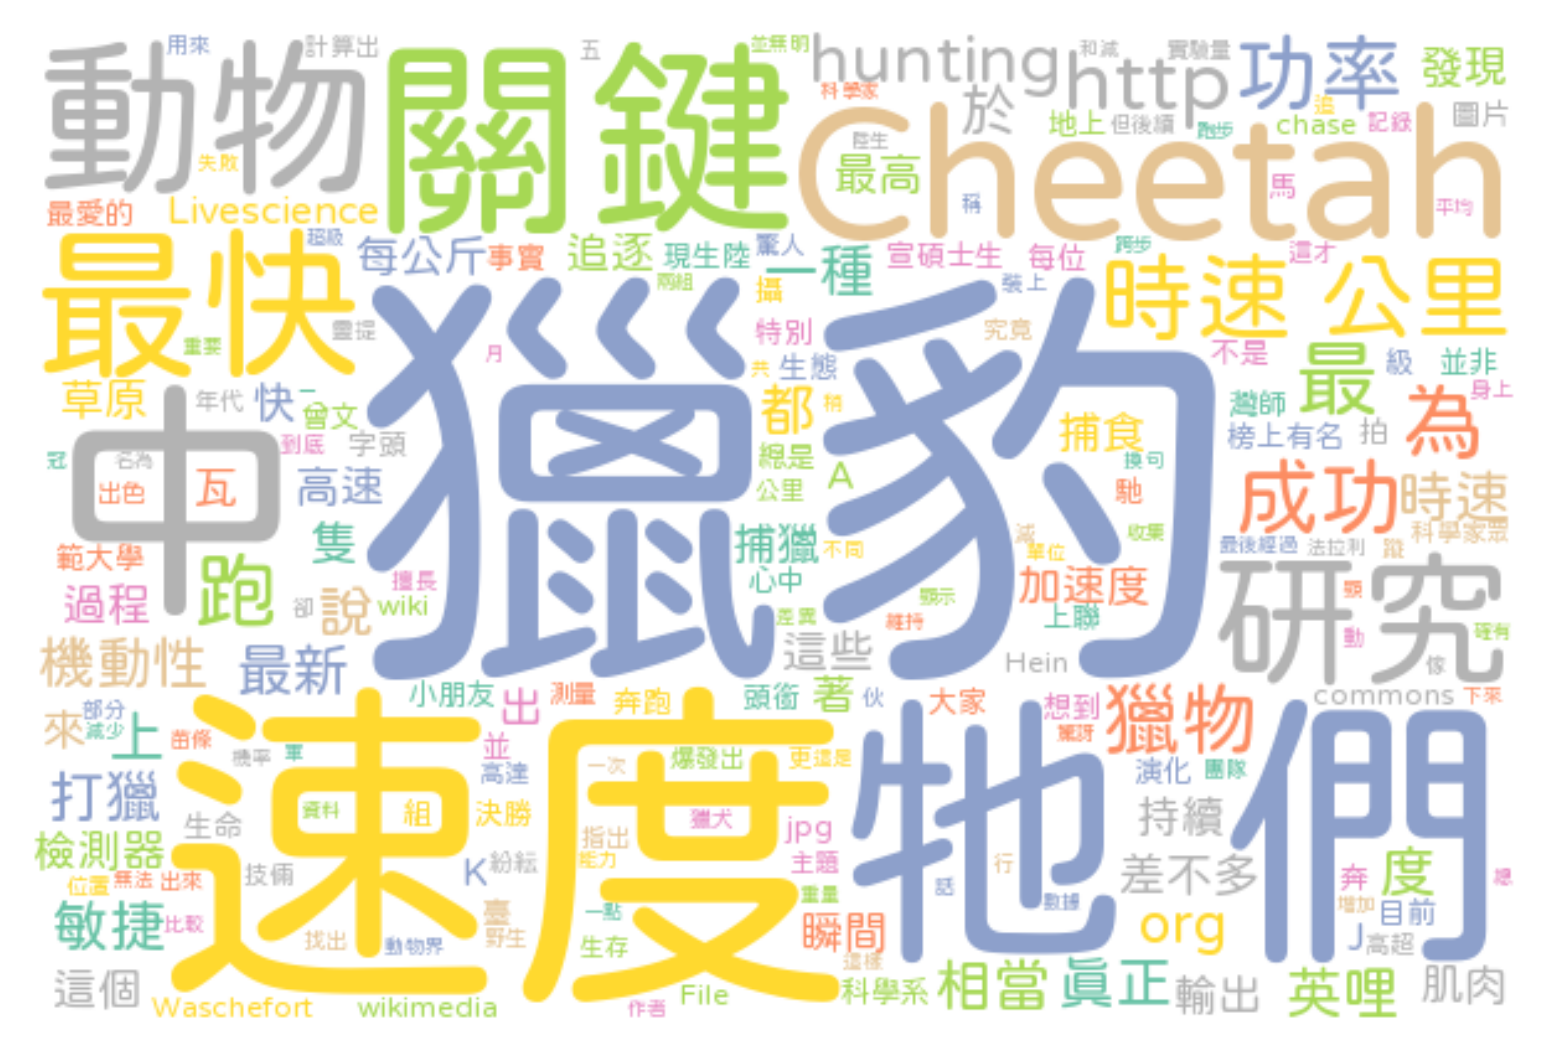 動物
用來
計算出
關鍵
五
並無明
hunting
和減
實驗量
http
功率
發現
科學家
於
追
圖片
Cheetah
地上
但後續
跑步
chase
記錄
失敗
陸生
最高
馬
稱
平均
最愛的
Livescience
最快
超級
每公斤
事實
追逐
現生陸
驚人
一種
宣碩士生
每位
跨步
這才
時速
公里
兩組
攝
裝上
靈提
重要
月
特別
究竟
不是
獵豹
共
生態
最
級
並非
草原
年代
快
一
曾文
都
稍
身上
灣師
為
捕食
榜上有名
拍
到底
字頭
中
冠
名為
總是
換句
出色
瓦
高速
公里
A
馳
成功
時速
隻
捕獵
不同
減
單位
收集
科學家眾
最後經過
法拉利
蹤
範大學
跑
擅長
心中
加速度
研究
過程
卻
說
wiki
差異
顯示
維持
上聯
顯
動
確有
傢
機動性
最新
這些
Hein
小朋友
出
測量
奔跑
頭銜
著
伙
大家
想到
獵物
commons
下來
來
部分
減少
上
苗條
速度
牠們
驚訝
機率
軍
並
高達
一次
爆發出
更
這是
演化
團隊
打獵
生命
資料
組
決勝
指出
獵犬
jpg
持續
檢測器
能力
主題
位置
無法
出來
技倆
K
紛紜
重量
話
行
數據
差不多
奔
度
總
敏捷
比較
找出
動物界
臺
野生
一點
生存
瞬間
這樣
org
增加
目前
J
高超
這個
Waschefort
wikimedia
作者
File
科學系
相當
真正
輸出
英哩
肌肉